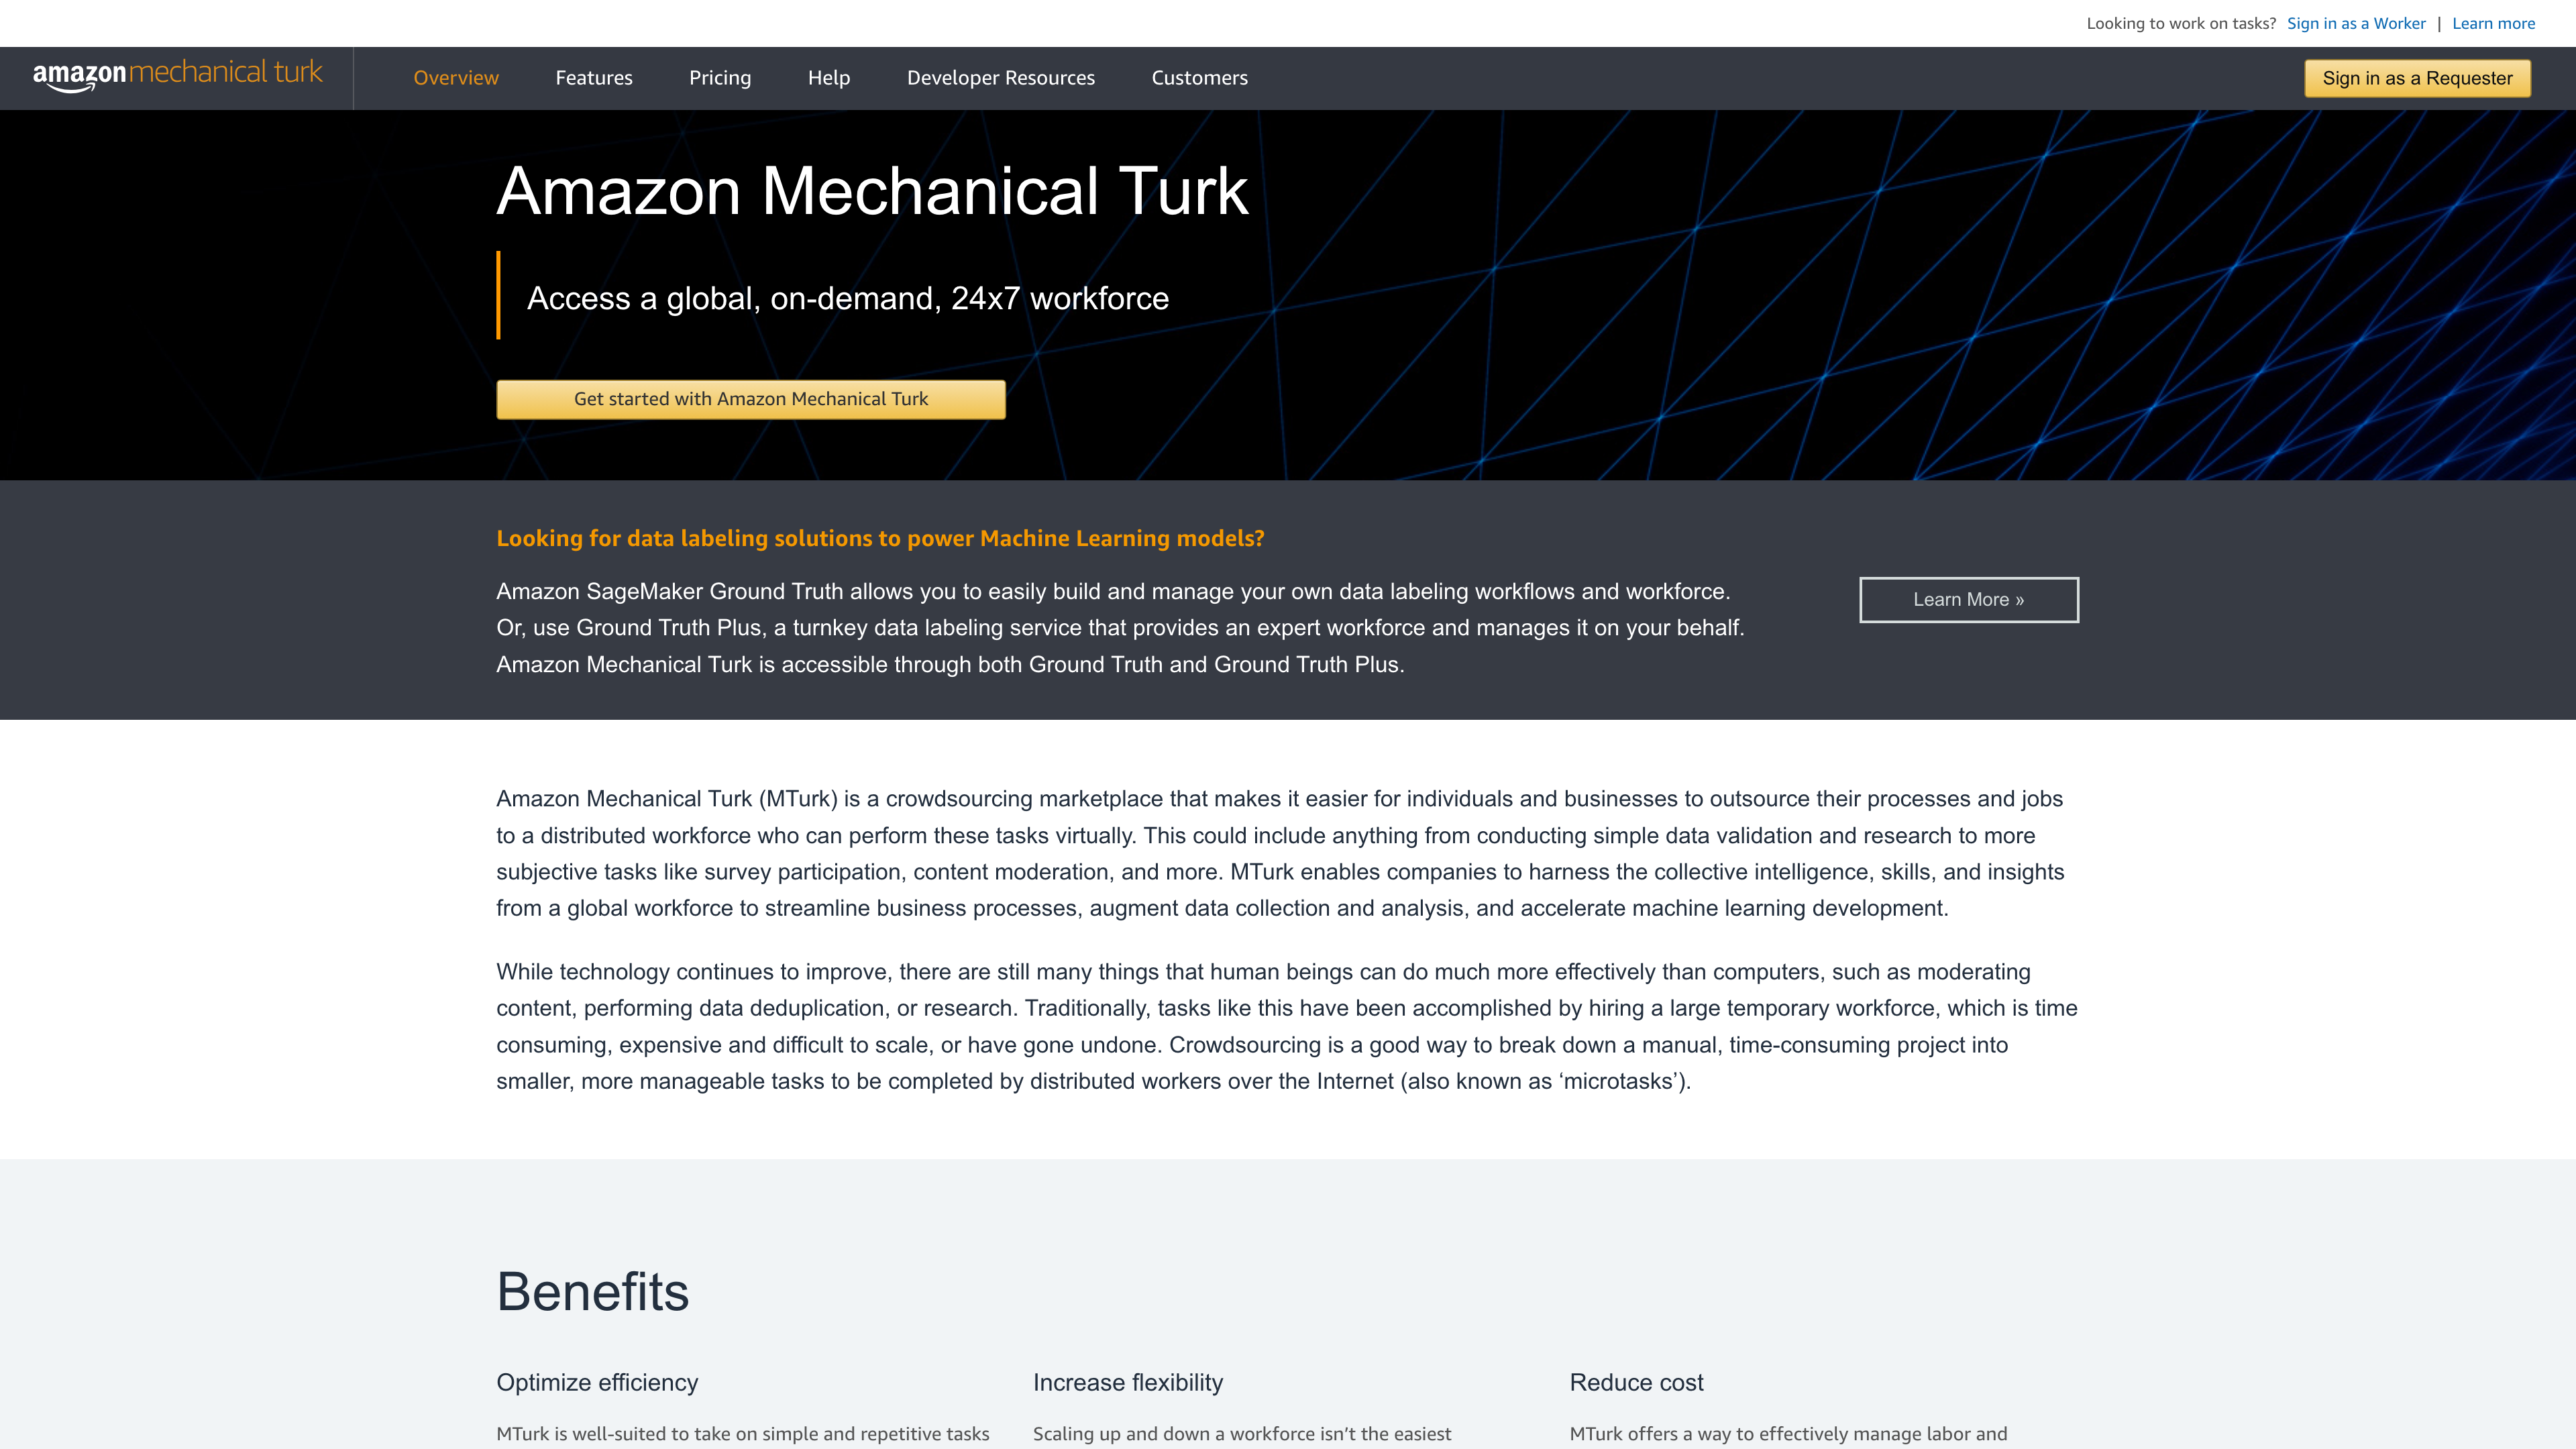 Looking to work on tasks? Sign in as a Worker | Learn more
amazon mechanical turk
Overview Features Pricing Help Developer Resources Customers
Sign in as a Requester
Amazon Mechanical Turk
Access a global, on-demand, 24x7 workforce
Get started with Amazon Mechanical Turk
Looking for data labeling solutions to power Machine Learning models?
Amazon SageMaker Ground Truth allows you to easily build and manage your own data labeling workflows and workforce.
Or, use Ground Truth Plus, a turnkey data labeling service that provides an expert workforce and manages it on your behalf.
Amazon Mechanical Turk is accessible through both Ground Truth and Ground Truth Plus.
Learn More »
Amazon Mechanical Turk (MTurk) is a crowdsourcing marketplace that makes it easier for individuals and businesses to outsource their processes and jobs
to a distributed workforce who can perform these tasks virtually. This could include anything from conducting simple data validation and research to more
subjective tasks like survey participation, content moderation, and more. MTurk enables companies to harness the collective intelligence, skills, and insights
from a global workforce to streamline business processes, augment data collection and analysis, and accelerate machine learning development.
While technology continues to improve, there are still many things that human beings can do much more effectively than computers, such as moderating
content, performing data deduplication, or research. Traditionally, tasks like this have been accomplished by hiring a large temporary workforce, which is time
consuming, expensive and difficult to scale, or have gone undone. Crowdsourcing is a good way to break down a manual, time-consuming project into
smaller, more manageable tasks to be completed by distributed workers over the Internet (also known as ‘microtasks’).
Benefits
Optimize efficiency
MTurk is well-suited to take on simple and repetitive tasks
Increase flexibility
Scaling up and down a workforce isn’t the easiest
Reduce cost
MTurk offers a way to effectively manage labor and